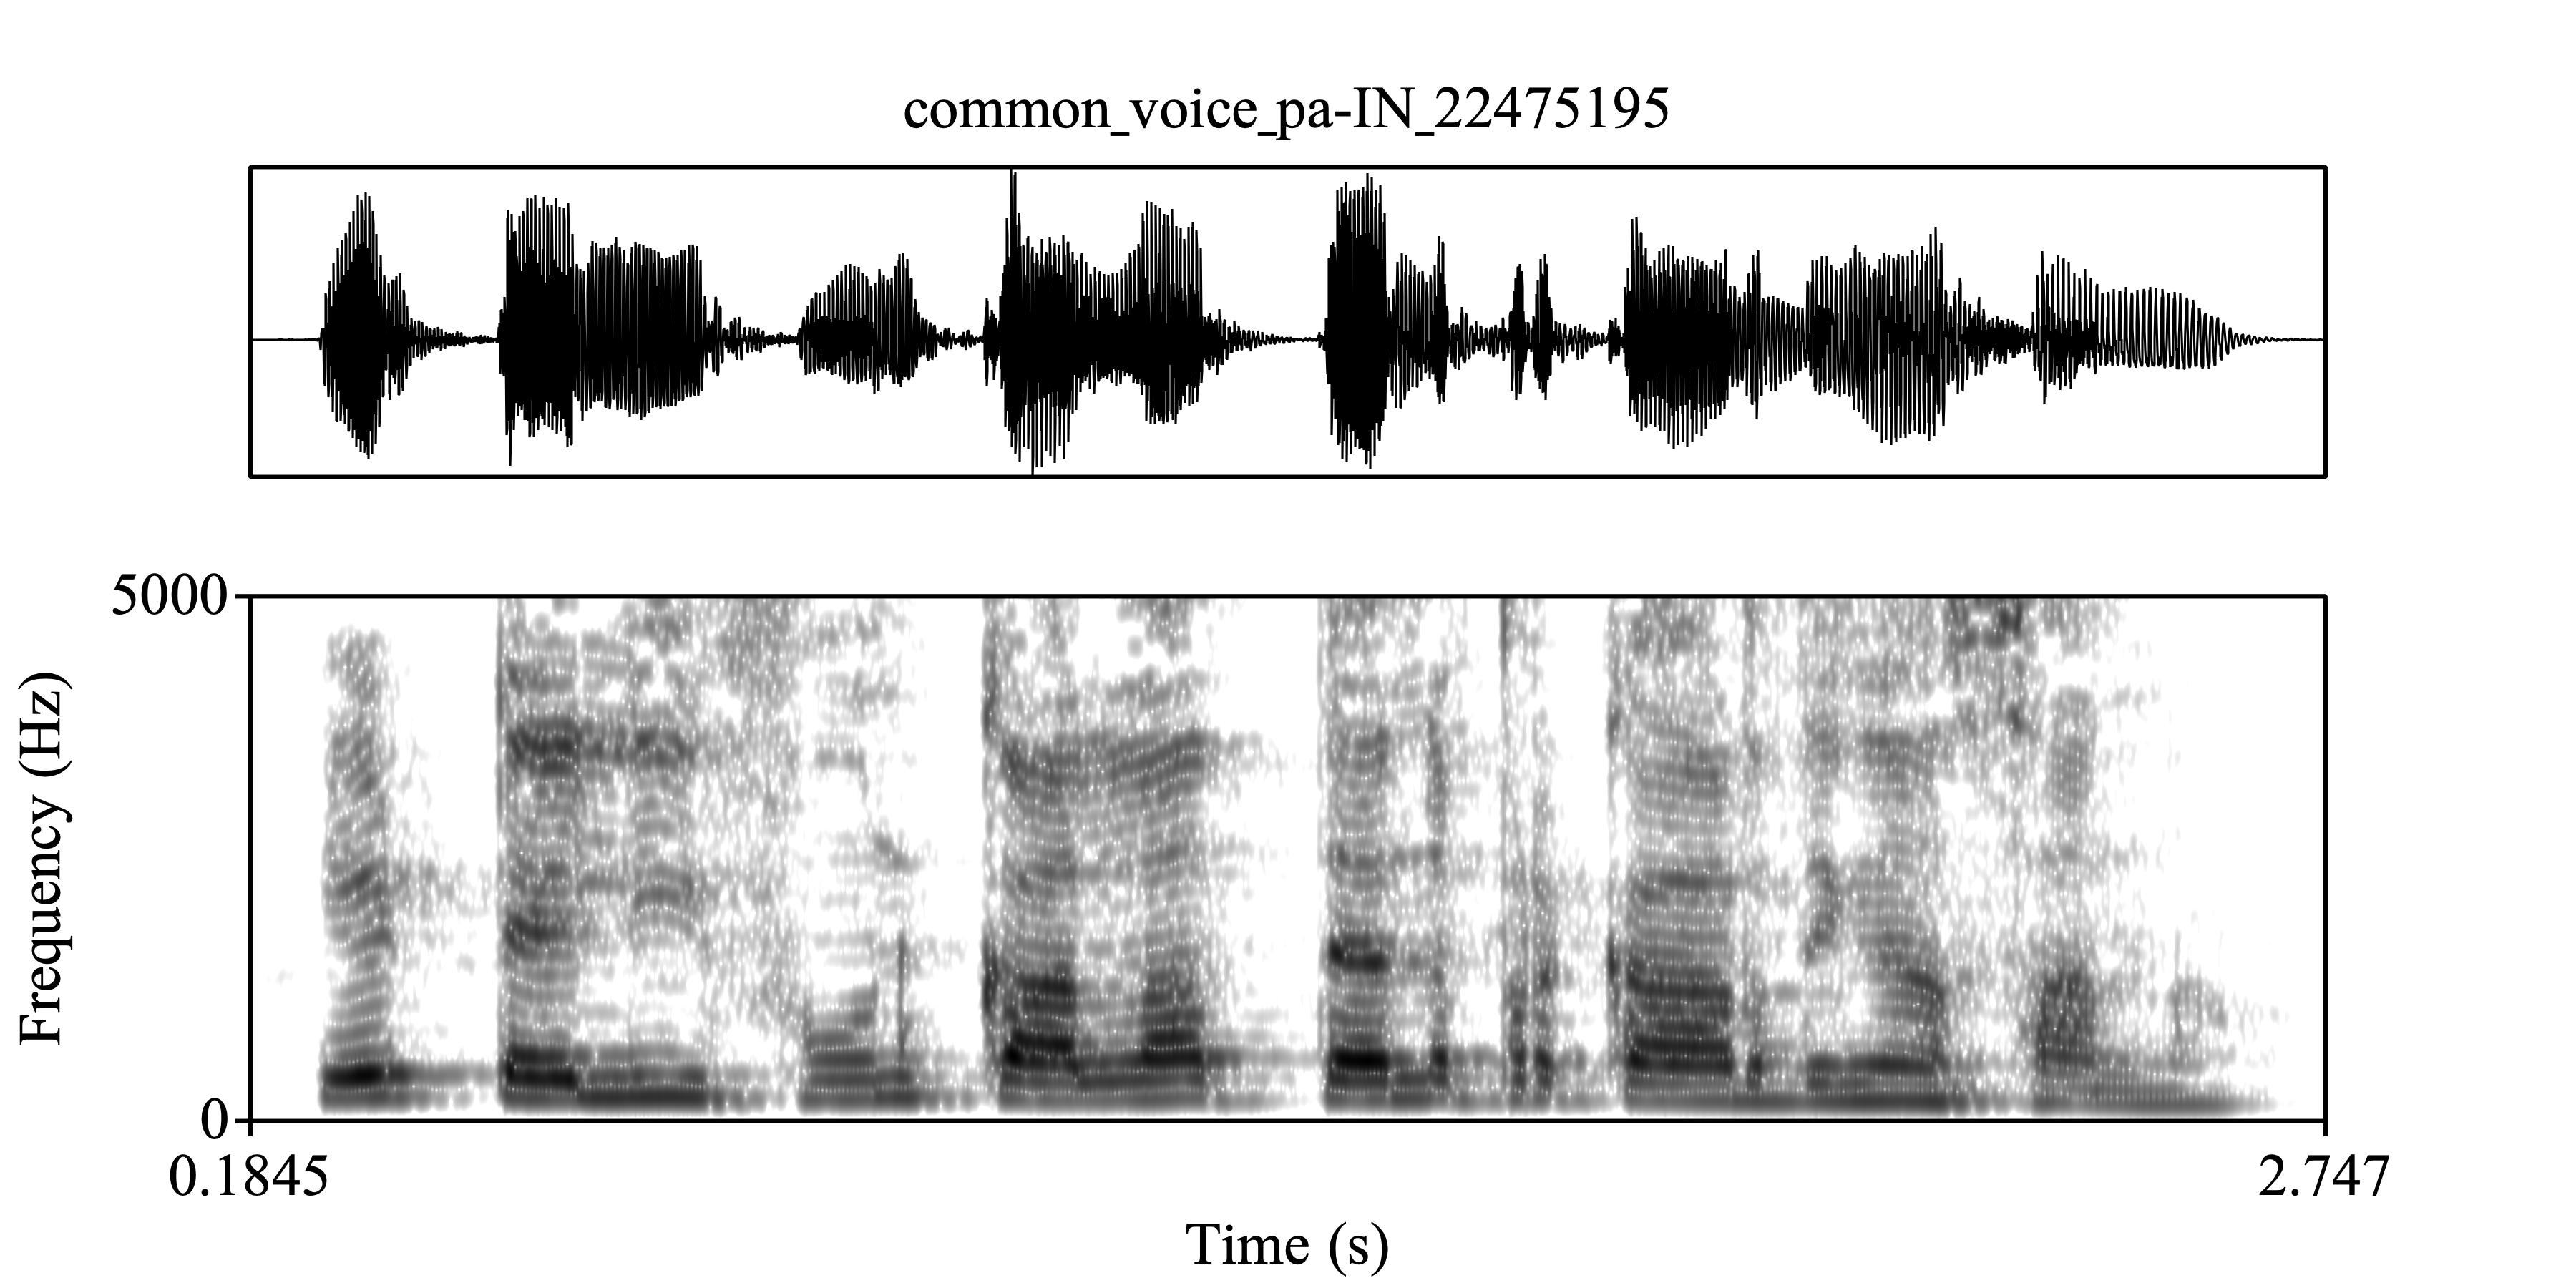 common_voice_pa-IN_22475195
5000
Frequency (Hz)
0
0.1845
2.747
Time (s)